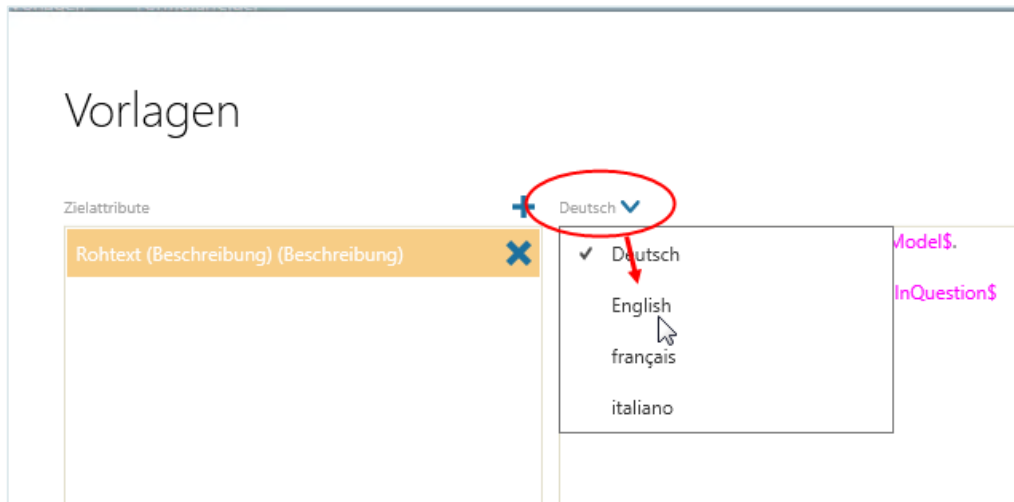 Vorlagen
Zielattribute
Deutsch
Rohtext (Beschreibung) (Beschreibung)
Deutsch
English
français
italiano
Model$.
InQuestion$